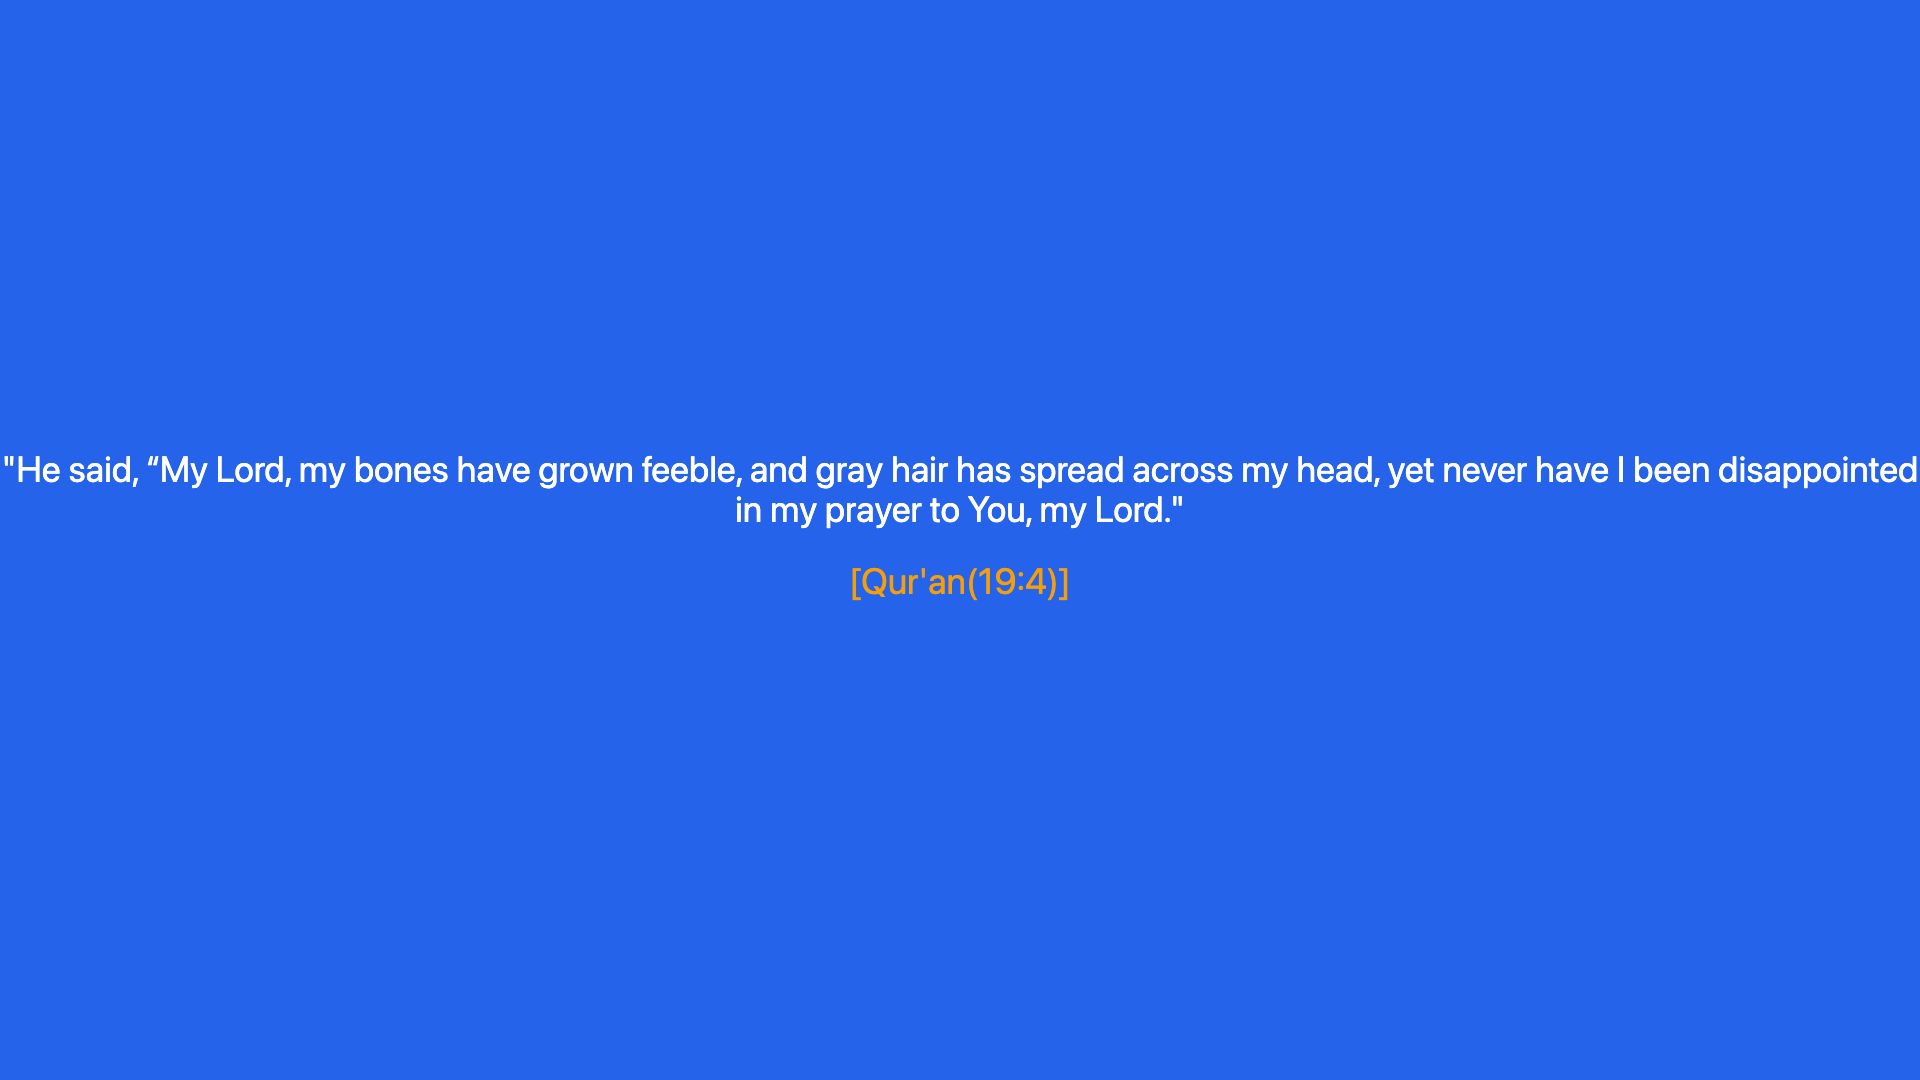 "He said, “My Lord, my bones have grown feeble, and gray hair has spread across my head, yet never have I been disappointed
in my prayer to You, my Lord."
[Qur'an(19:4)]